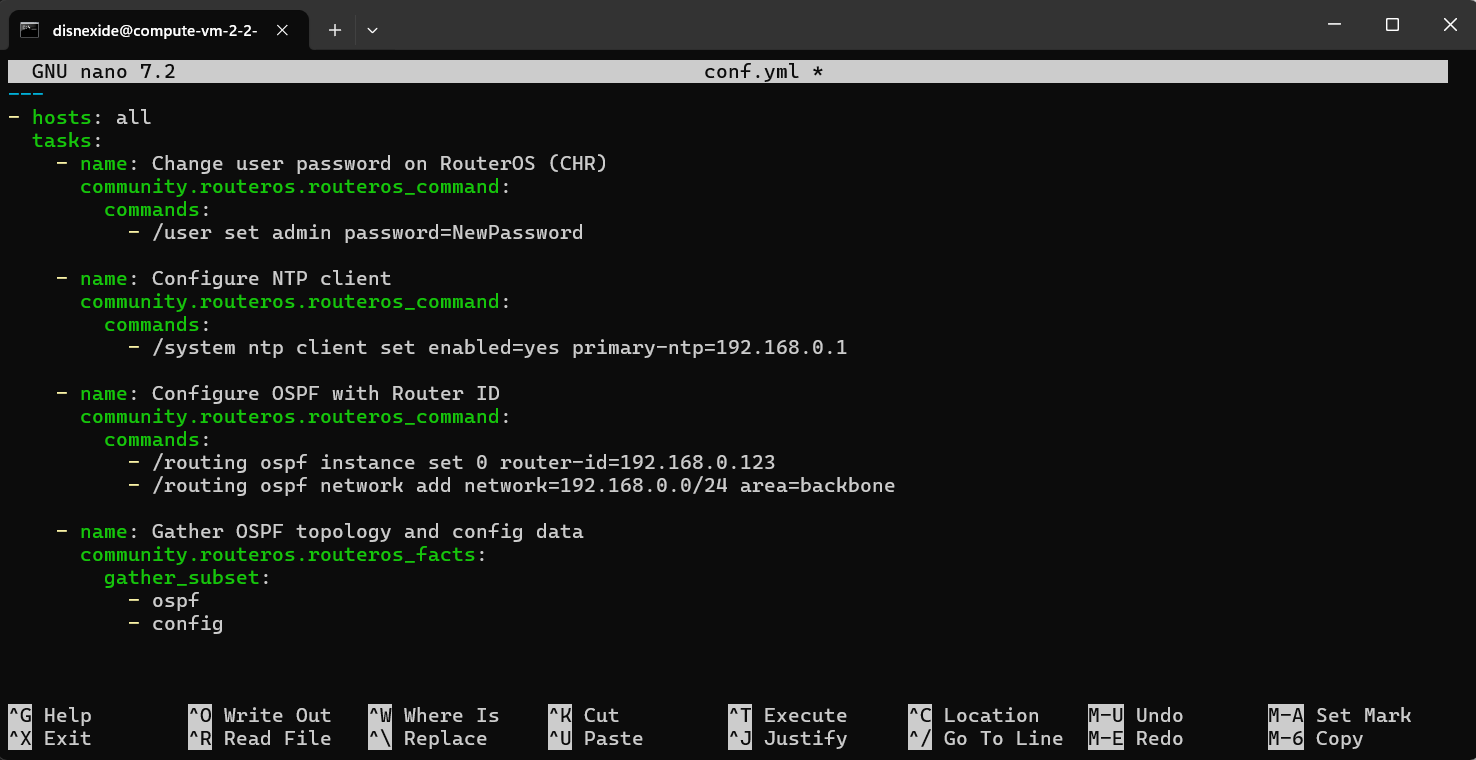 disnexide@compute-vm-2-2-
GNU nano 7.2 conf.yml *
---
- hosts: all
  tasks:
    - name: Change user password on RouterOS (CHR)
      community.routeros.routeros_command:
        commands:
          - /user set admin password=NewPassword

    - name: Configure NTP client
      community.routeros.routeros_command:
        commands:
          - /system ntp client set enabled=yes primary-ntp=192.168.0.1

    - name: Configure OSPF with Router ID
      community.routeros.routeros_command:
        commands:
          - /routing ospf instance set 0 router-id=192.168.0.123
          - /routing ospf network add network=192.168.0.0/24 area=backbone

    - name: Gather OSPF topology and config data
      community.routeros.routeros_facts:
        gather_subset:
          - ospf
          - config

^G Help ^O Write Out ^W Where Is ^K Cut ^T Execute ^C Location M-U Undo M-A Set Mark
^X Exit ^R Read File ^\ Replace ^U Paste ^J Justify ^/ Go To Line M-E Redo M-6 Copy